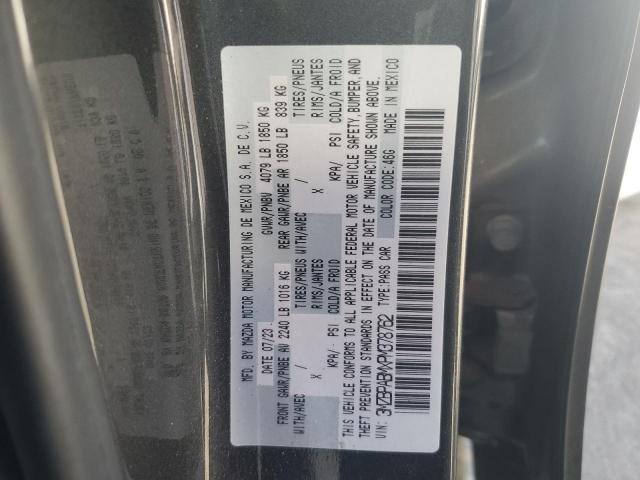 MFD. BY MAZDA MOTOR MANUFACTURING DE MEXICO S.A. DE C.V.
DATE 07/23 GVWR/PNBV 4079 LB 1850 KG
FRONT GAWR/PNBE AV 2240 LB 1016 KG REAR GAWR/PNBE AR 1850 LB 839 KG
WITH/AVEC / TIRES/PNEUS WITH/AVEC / TIRES/PNEUS
X RIMS/JANTES X RIMS/JANTES
KPA/ PSI COLD/A FROID KPA/ PSI COLD/A FROID
THIS VEHICLE CONFORMS TO ALL APPLICABLE FEDERAL MOTOR VEHICLE SAFETY, BUMPER, AND
THEFT PREVENTION STANDARDS IN EFFECT ON THE DATE OF MANUFACTURE SHOWN ABOVE.
VIN: 3MZBPABM4PM378762 TYPE:PASS CAR COLOR CODE:46G MADE IN MEXICO